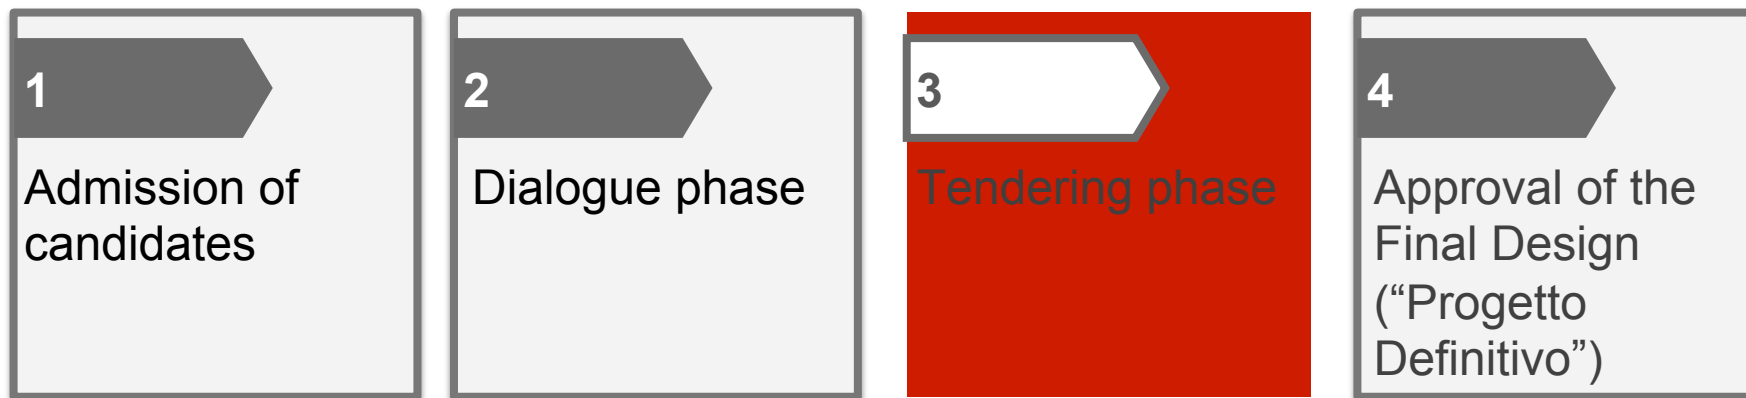 1
Admission of
candidates
2
Dialogue phase
3
Tendering phase
4
Approval of the
Final Design
(“Progetto
Definitivo”)